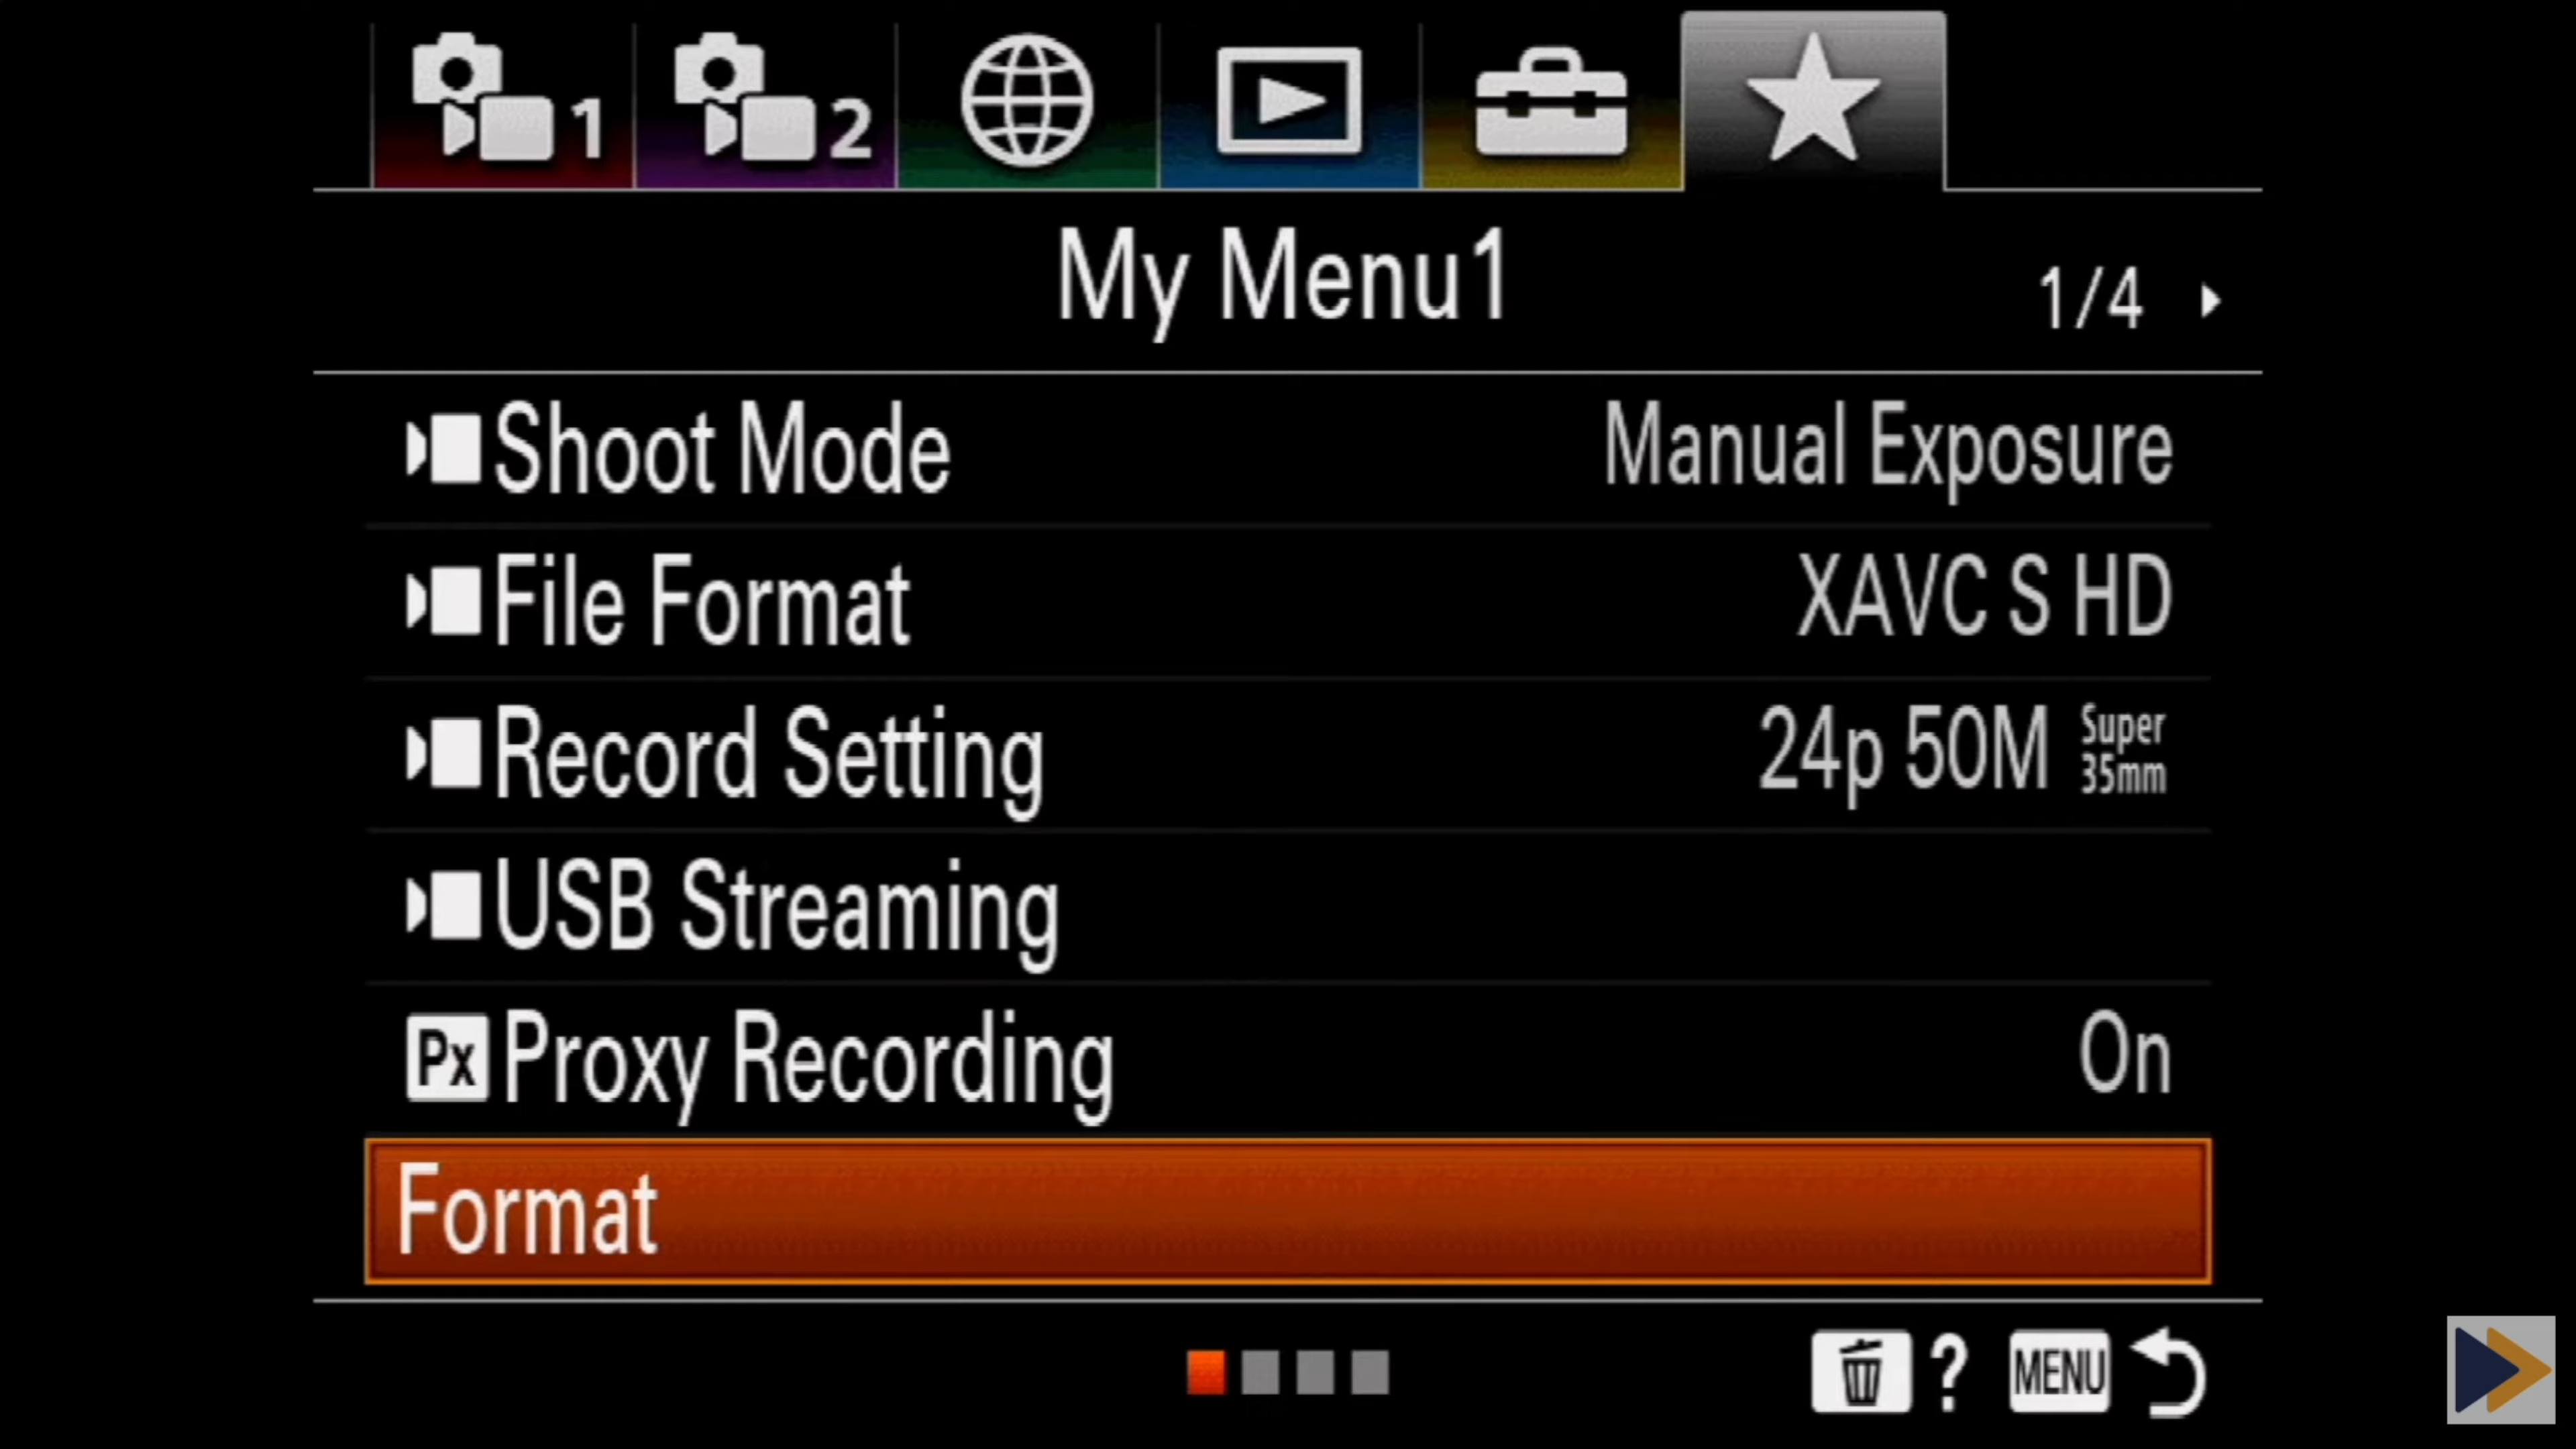 1
2
My Menu1
1/4
Shoot Mode
Manual Exposure
File Format
XAVC S HD
Record Setting
24p 50M Super 35mm
USB Streaming
Px Proxy Recording
On
Format
? MENU